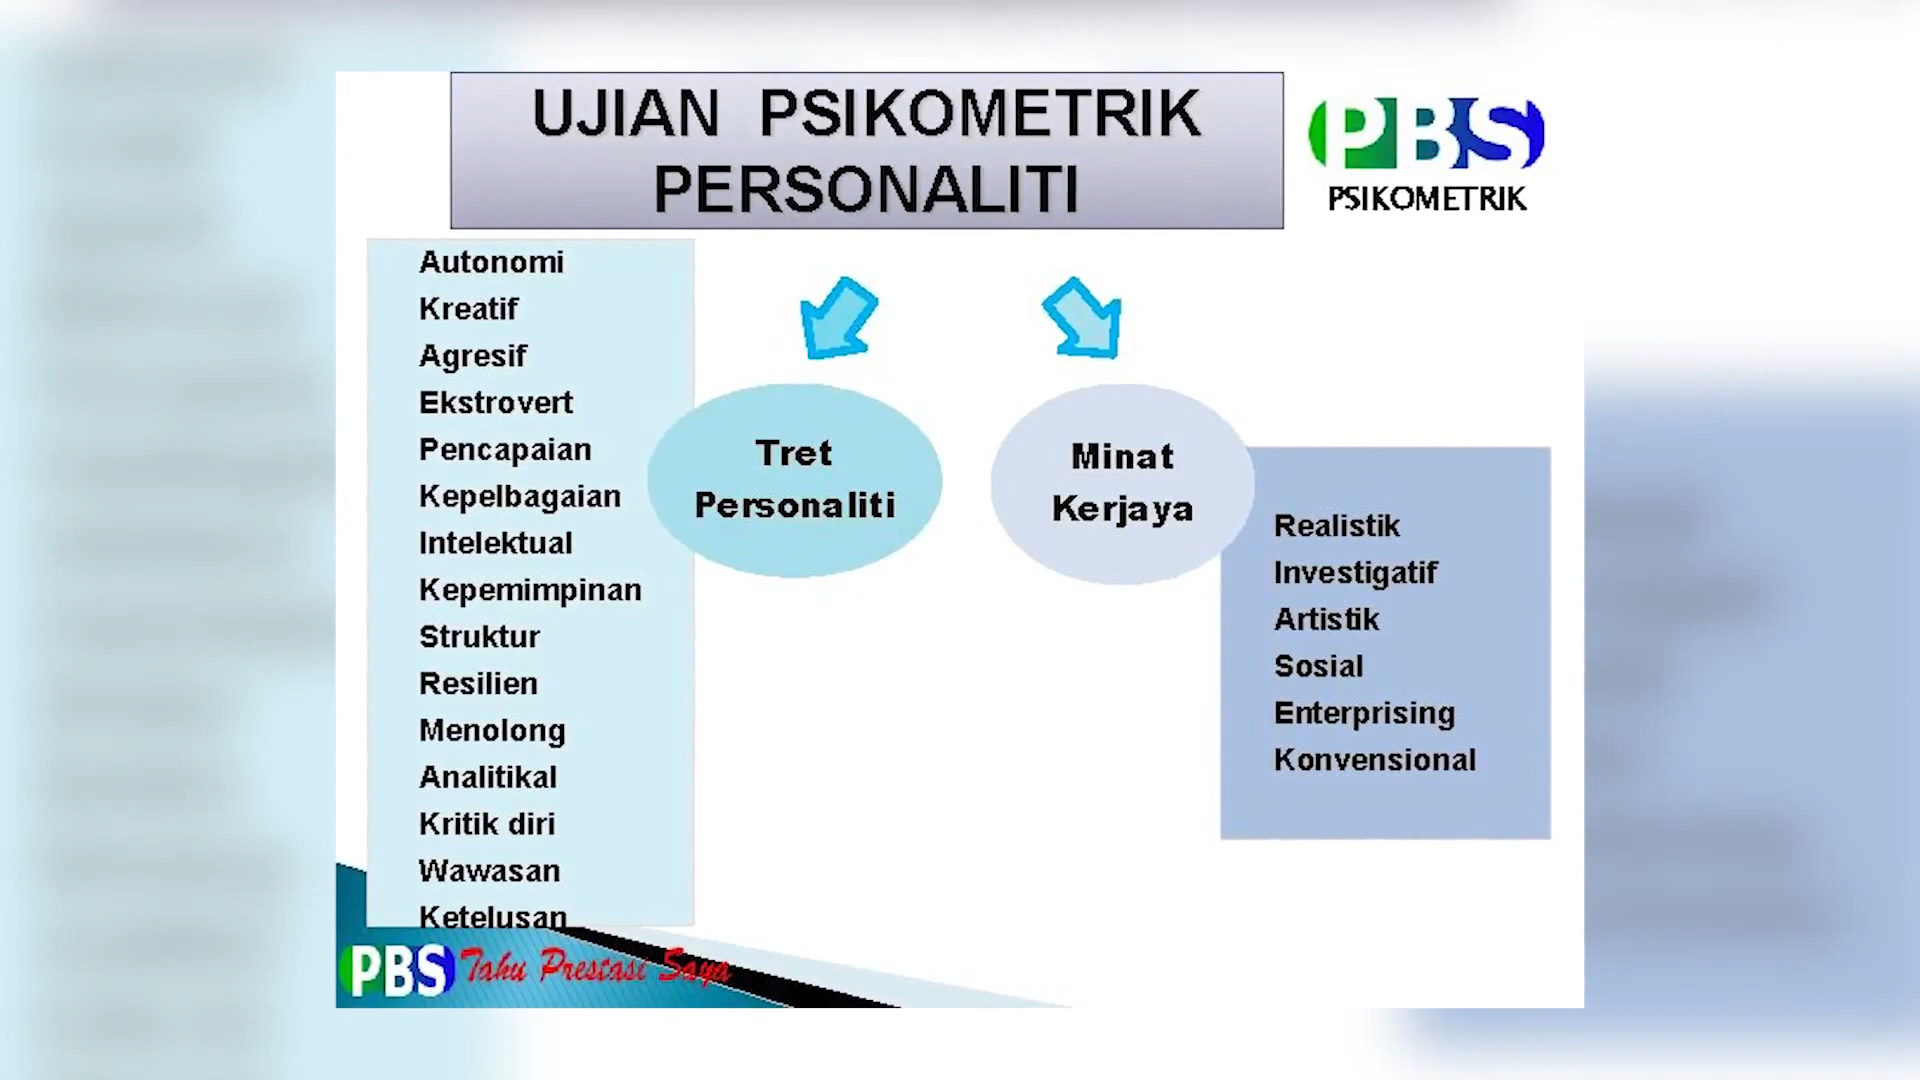 UJIAN PSIKOMETRIK
PERSONALITI
PBS
PSIKOMETRIK
Autonomi
Kreatif
Agresif
Ekstrovert
Pencapaian
Kepelbagaian
Intelektual
Kepemimpinan
Struktur
Resilien
Menolong
Analitikal
Kritik diri
Wawasan
Ketelusan
Tret
Personaliti
Minat
Kerjaya
Realistik
Investigatif
Artistik
Sosial
Enterprising
Konvensional
PBS Tahu Prestasi Saya